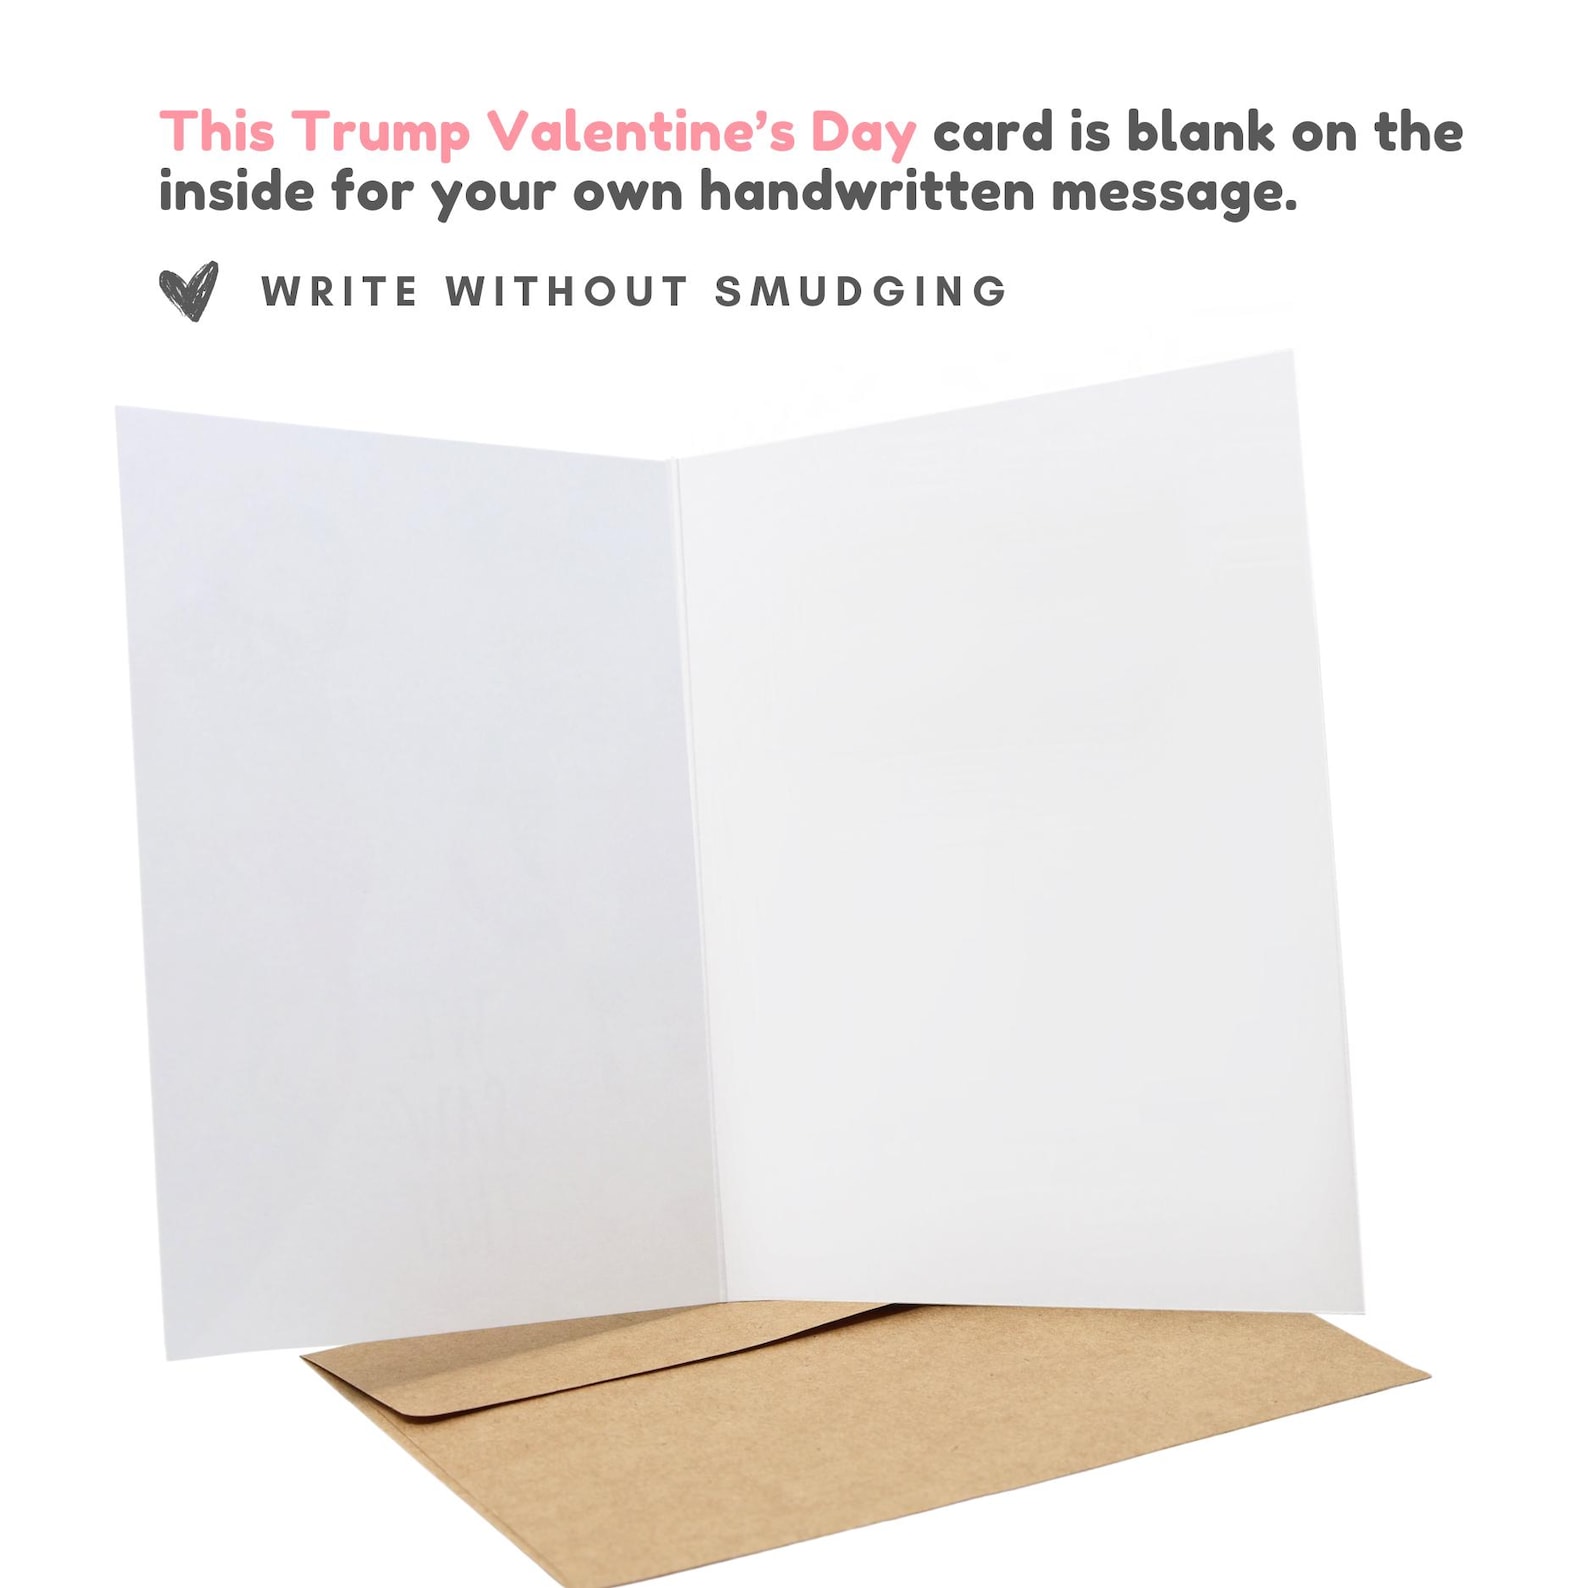 This Trump Valentine’s Day card is blank on the
inside for your own handwritten message.
WRITE WITHOUT SMUDGING